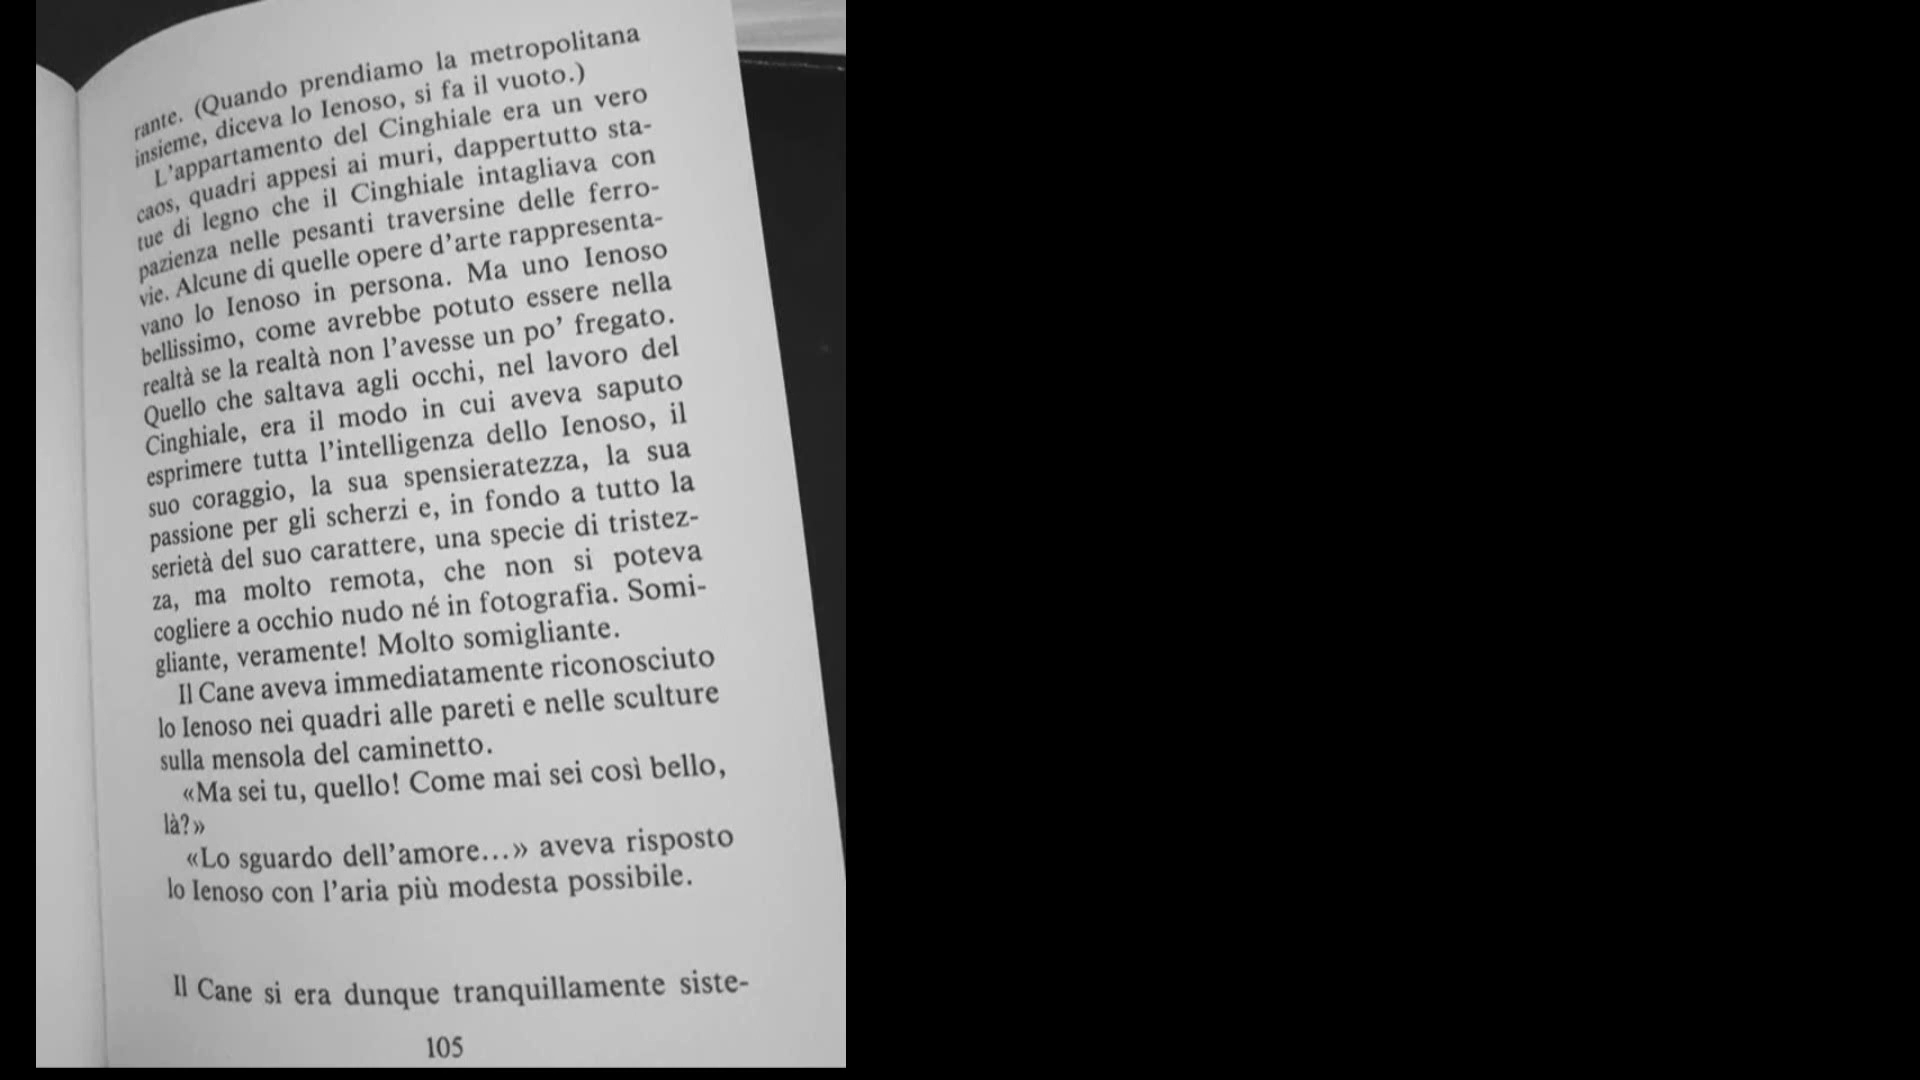 rante. (Quando prendiamo la metropolitana
insieme, diceva lo Ienoso, si fa il vuoto.)
L'appartamento del Cinghiale era un vero
caos, quadri appesi ai muri, dappertutto sta-
tue di legno che il Cinghiale intagliava con
pazienza nelle pesanti traversine delle ferro-
vie. Alcune di quelle opere d'arte rappresenta-
vano lo Ienoso in persona. Ma uno Ienoso
bellissimo, come avrebbe potuto essere nella
realtà se la realtà non l'avesse un po' fregato.
Quello che saltava agli occhi, nel lavoro del
Cinghiale, era il modo in cui aveva saputo
esprimere tutta l'intelligenza dello Ienoso, il
suo coraggio, la sua spensieratezza, la sua
passione per gli scherzi e, in fondo a tutto la
serietà del suo carattere, una specie di tristez-
za, ma molto remota, che non si poteva
cogliere a occhio nudo né in fotografia. Somi-
gliante, veramente! Molto somigliante.
Il Cane aveva immediatamente riconosciuto
lo Ienoso nei quadri alle pareti e nelle sculture
sulla mensola del caminetto.
«Ma sei tu, quello! Come mai sei così bello,
là?»
«Lo sguardo dell'amore...» aveva risposto
lo Ienoso con l'aria più modesta possibile.
Il Cane si era dunque tranquillamente siste-
105